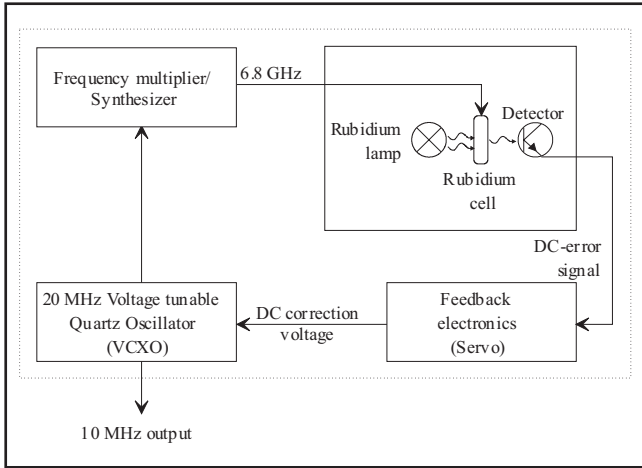 Frequency multiplier/
Synthesizer
6.8 GHz
Detector
Rubidium
lamp
Rubidium
cell
DC-error
signal
20 MHz Voltage tunable
Quartz Oscillator
(VCXO)
DC correction
voltage
Feedback
electronics
(Servo)
10 MHz output